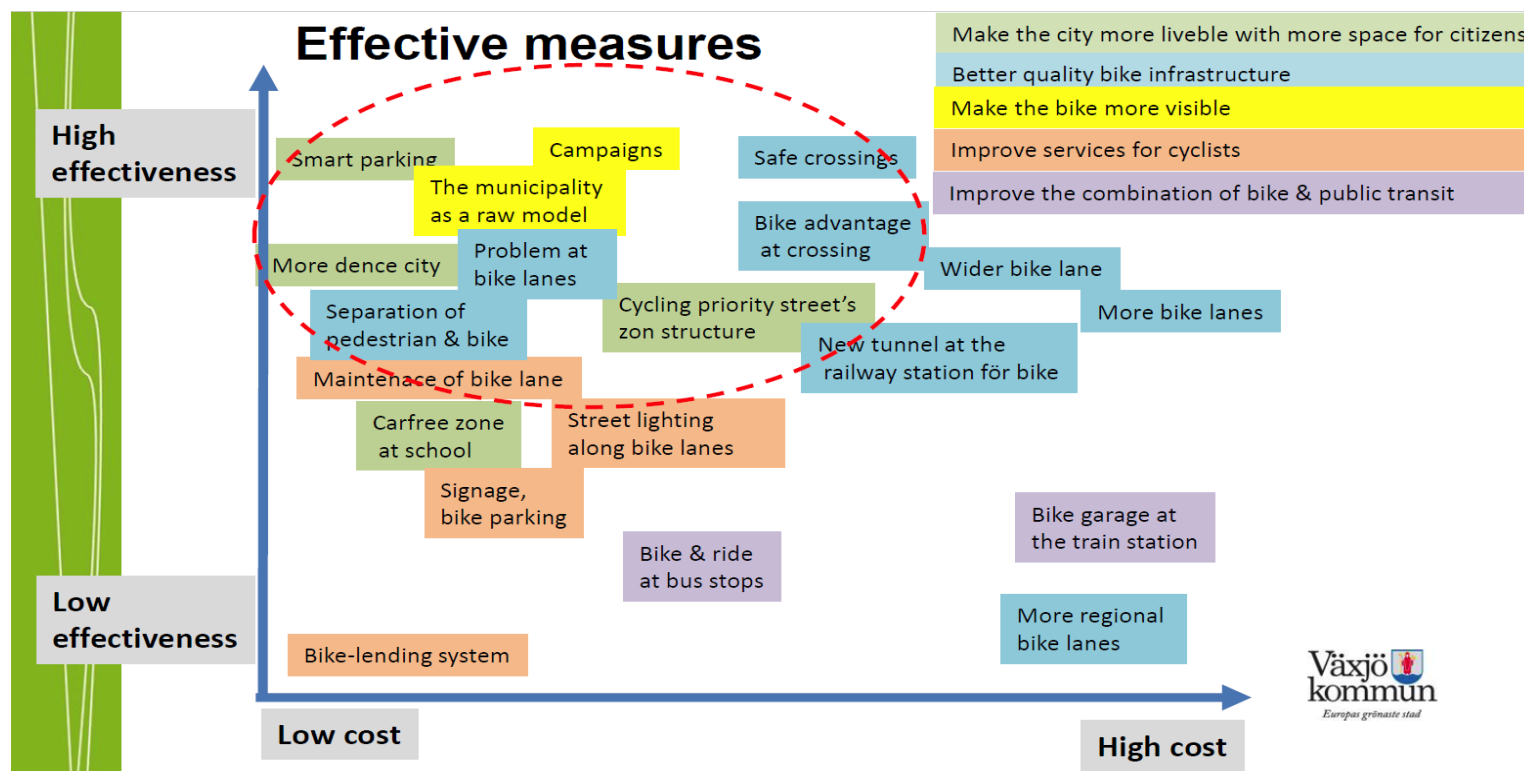 Effective measures
Make the city more liveble with more space for citizens
Better quality bike infrastructure
Make the bike more visible
Improve services for cyclists
Improve the combination of bike & public transit
High
effectiveness
Smart parking
Campaigns
Safe crossings
The municipality
as a raw model
Bike advantage
at crossing
More dence city
Problem at
bike lanes
Wider bike lane
More bike lanes
Separation of
pedestrian & bike
Cycling priority street's
zon structure
New tunnel at the
railway station för bike
Maintenace of bike lane
Carfree zone
at school
Street lighting
along bike lanes
Signage,
bike parking
Bike & ride
at bus stops
Bike garage at
the train station
Low
effectiveness
More regional
bike lanes
Bike-lending system
Växjö
kommun
Europas grönaste stad
Low cost
High cost